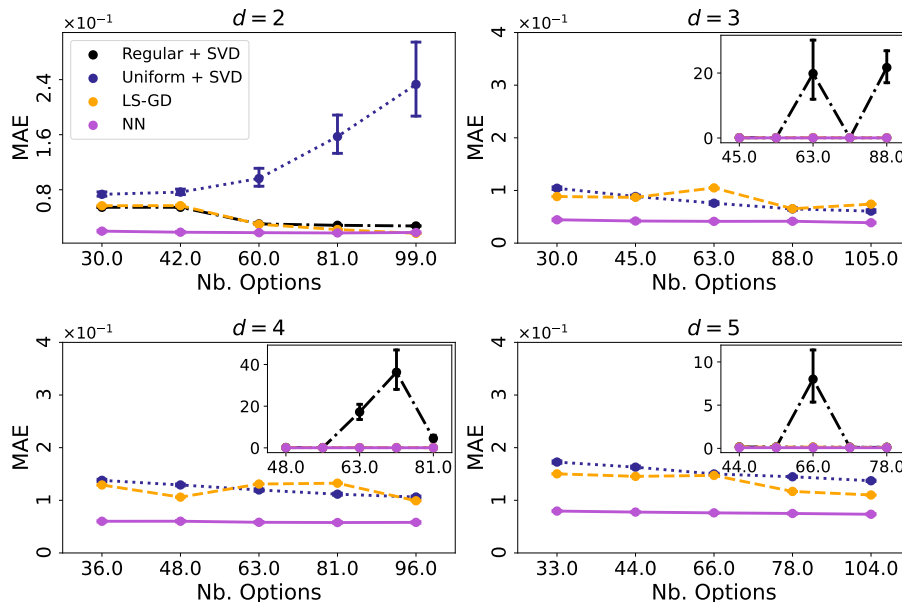 d = 2
×10⁻¹
MAE
2.4
1.6
0.8
Regular + SVD
Uniform + SVD
LS-GD
NN
30.0 42.0 60.0 81.0 99.0
Nb. Options
d = 3
×10⁻¹
MAE
4
3
2
1
0
20
0
45.0 63.0 88.0
30.0 45.0 63.0 88.0 105.0
Nb. Options
d = 4
×10⁻¹
MAE
4
3
2
1
0
40
20
0
48.0 63.0 81.0
36.0 48.0 63.0 81.0 96.0
Nb. Options
d = 5
×10⁻¹
MAE
4
3
2
1
0
10
5
0
44.0 66.0 78.0
33.0 44.0 66.0 78.0 104.0
Nb. Options